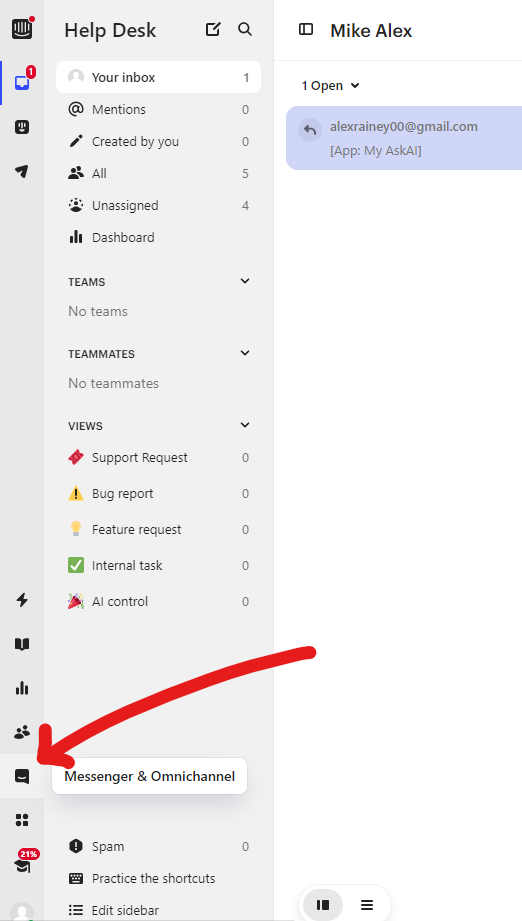 Help Desk
Mike Alex
1
Your inbox 1
1 Open
Mentions 0
alexrainey00@gmail.com
Created by you 0
[App: My AskAI]
All 5
Unassigned 4
Dashboard
TEAMS
No teams
TEAMMATES
No teammates
VIEWS
Support Request 0
Bug report 0
Feature request 0
Internal task 0
AI control 0
Messenger & Omnichannel
Spam 0
21%
Practice the shortcuts
Edit sidebar